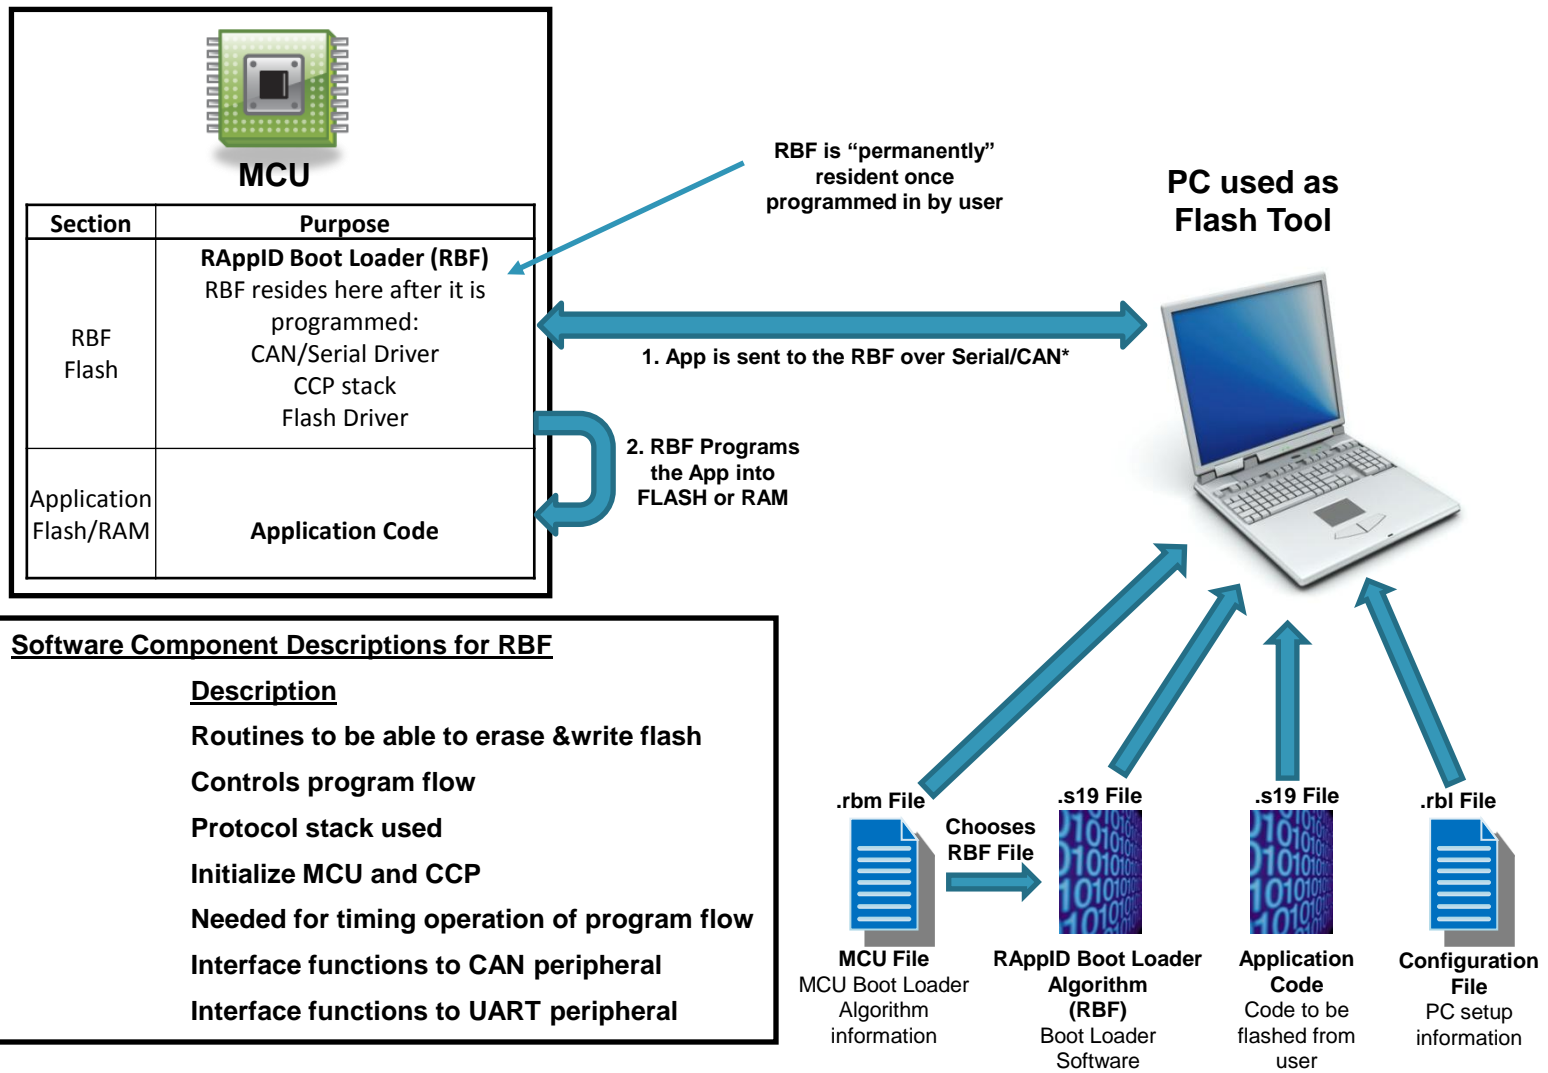 MCU
Section
Purpose
RBF
Flash
RAppID Boot Loader (RBF)
RBF resides here after it is
programmed:
CAN/Serial Driver
CCP stack
Flash Driver
Application
Flash/RAM
Application Code
RBF is “permanently”
resident once
programmed in by user
PC used as
Flash Tool
1. App is sent to the RBF over Serial/CAN*
2. RBF Programs
the App into
FLASH or RAM
Software Component Descriptions for RBF
Description
Routines to be able to erase &write flash
Controls program flow
Protocol stack used
Initialize MCU and CCP
Needed for timing operation of program flow
Interface functions to CAN peripheral
Interface functions to UART peripheral
.rbm File
Chooses
RBF File
.s19 File
.s19 File
.rbl File
MCU File
MCU Boot Loader
Algorithm
information
RAppID Boot Loader
Algorithm
(RBF)
Boot Loader
Software
Application
Code
Code to be
flashed from
user
Configuration
File
PC setup
information